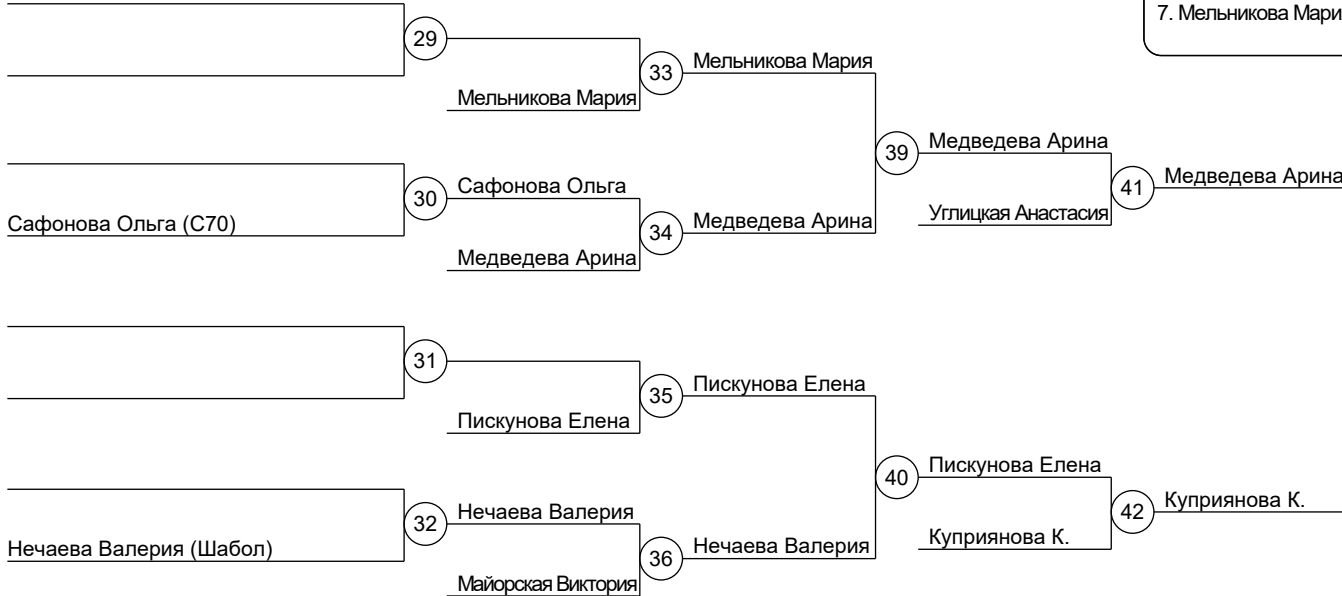 7. Мельникова Мари
29
Мельникова Мария
33
Мельникова Мария
39
Медведева Арина
41
Медведева Арина
Углицкая Анастасия
30
Сафонова Ольга
Сафонова Ольга (С70)
34
Медведева Арина
Медведева Арина
31
35
Пискунова Елена
Пискунова Елена
40
Пискунова Елена
42
Куприянова К.
Куприянова К.
32
Нечаева Валерия
Нечаева Валерия (Шабол)
36
Нечаева Валерия
Майорская Виктория